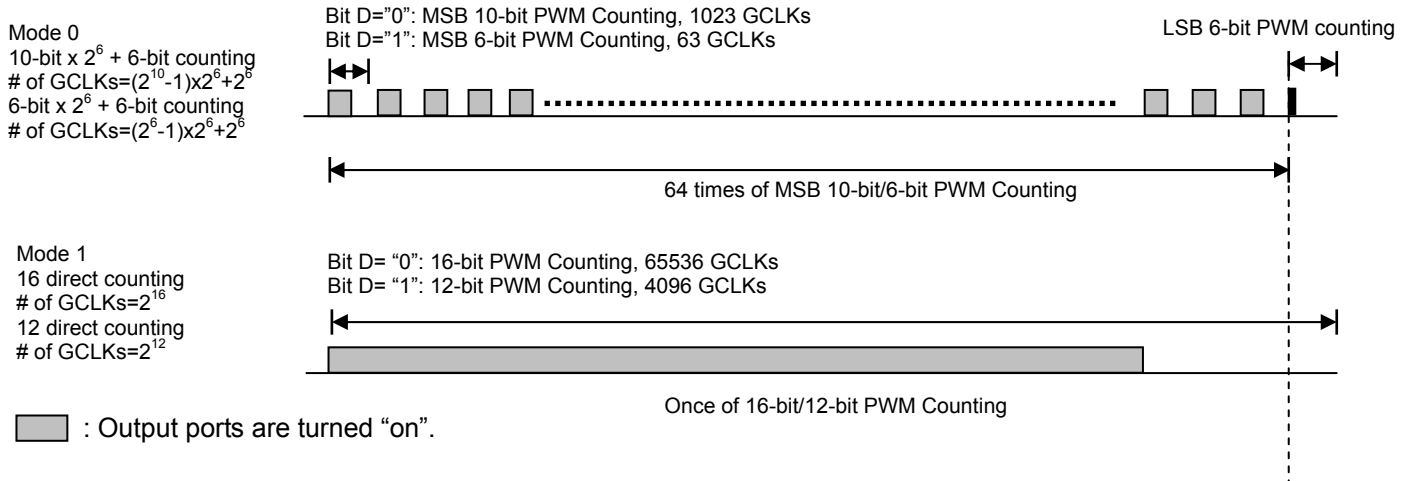 Mode 0
10-bit x 2^6 + 6-bit counting
# of GCLKs=(2^10-1)x2^6+2^6
6-bit x 2^6 + 6-bit counting
# of GCLKs=(2^6-1)x2^6+2^6
Bit D="0": MSB 10-bit PWM Counting, 1023 GCLKs
Bit D="1": MSB 6-bit PWM Counting, 63 GCLKs
LSB 6-bit PWM counting
64 times of MSB 10-bit/6-bit PWM Counting
Mode 1
16 direct counting
# of GCLKs=2^16
12 direct counting
# of GCLKs=2^12
Bit D= “0”: 16-bit PWM Counting, 65536 GCLKs
Bit D= “1”: 12-bit PWM Counting, 4096 GCLKs
Once of 16-bit/12-bit PWM Counting
: Output ports are turned “on”.